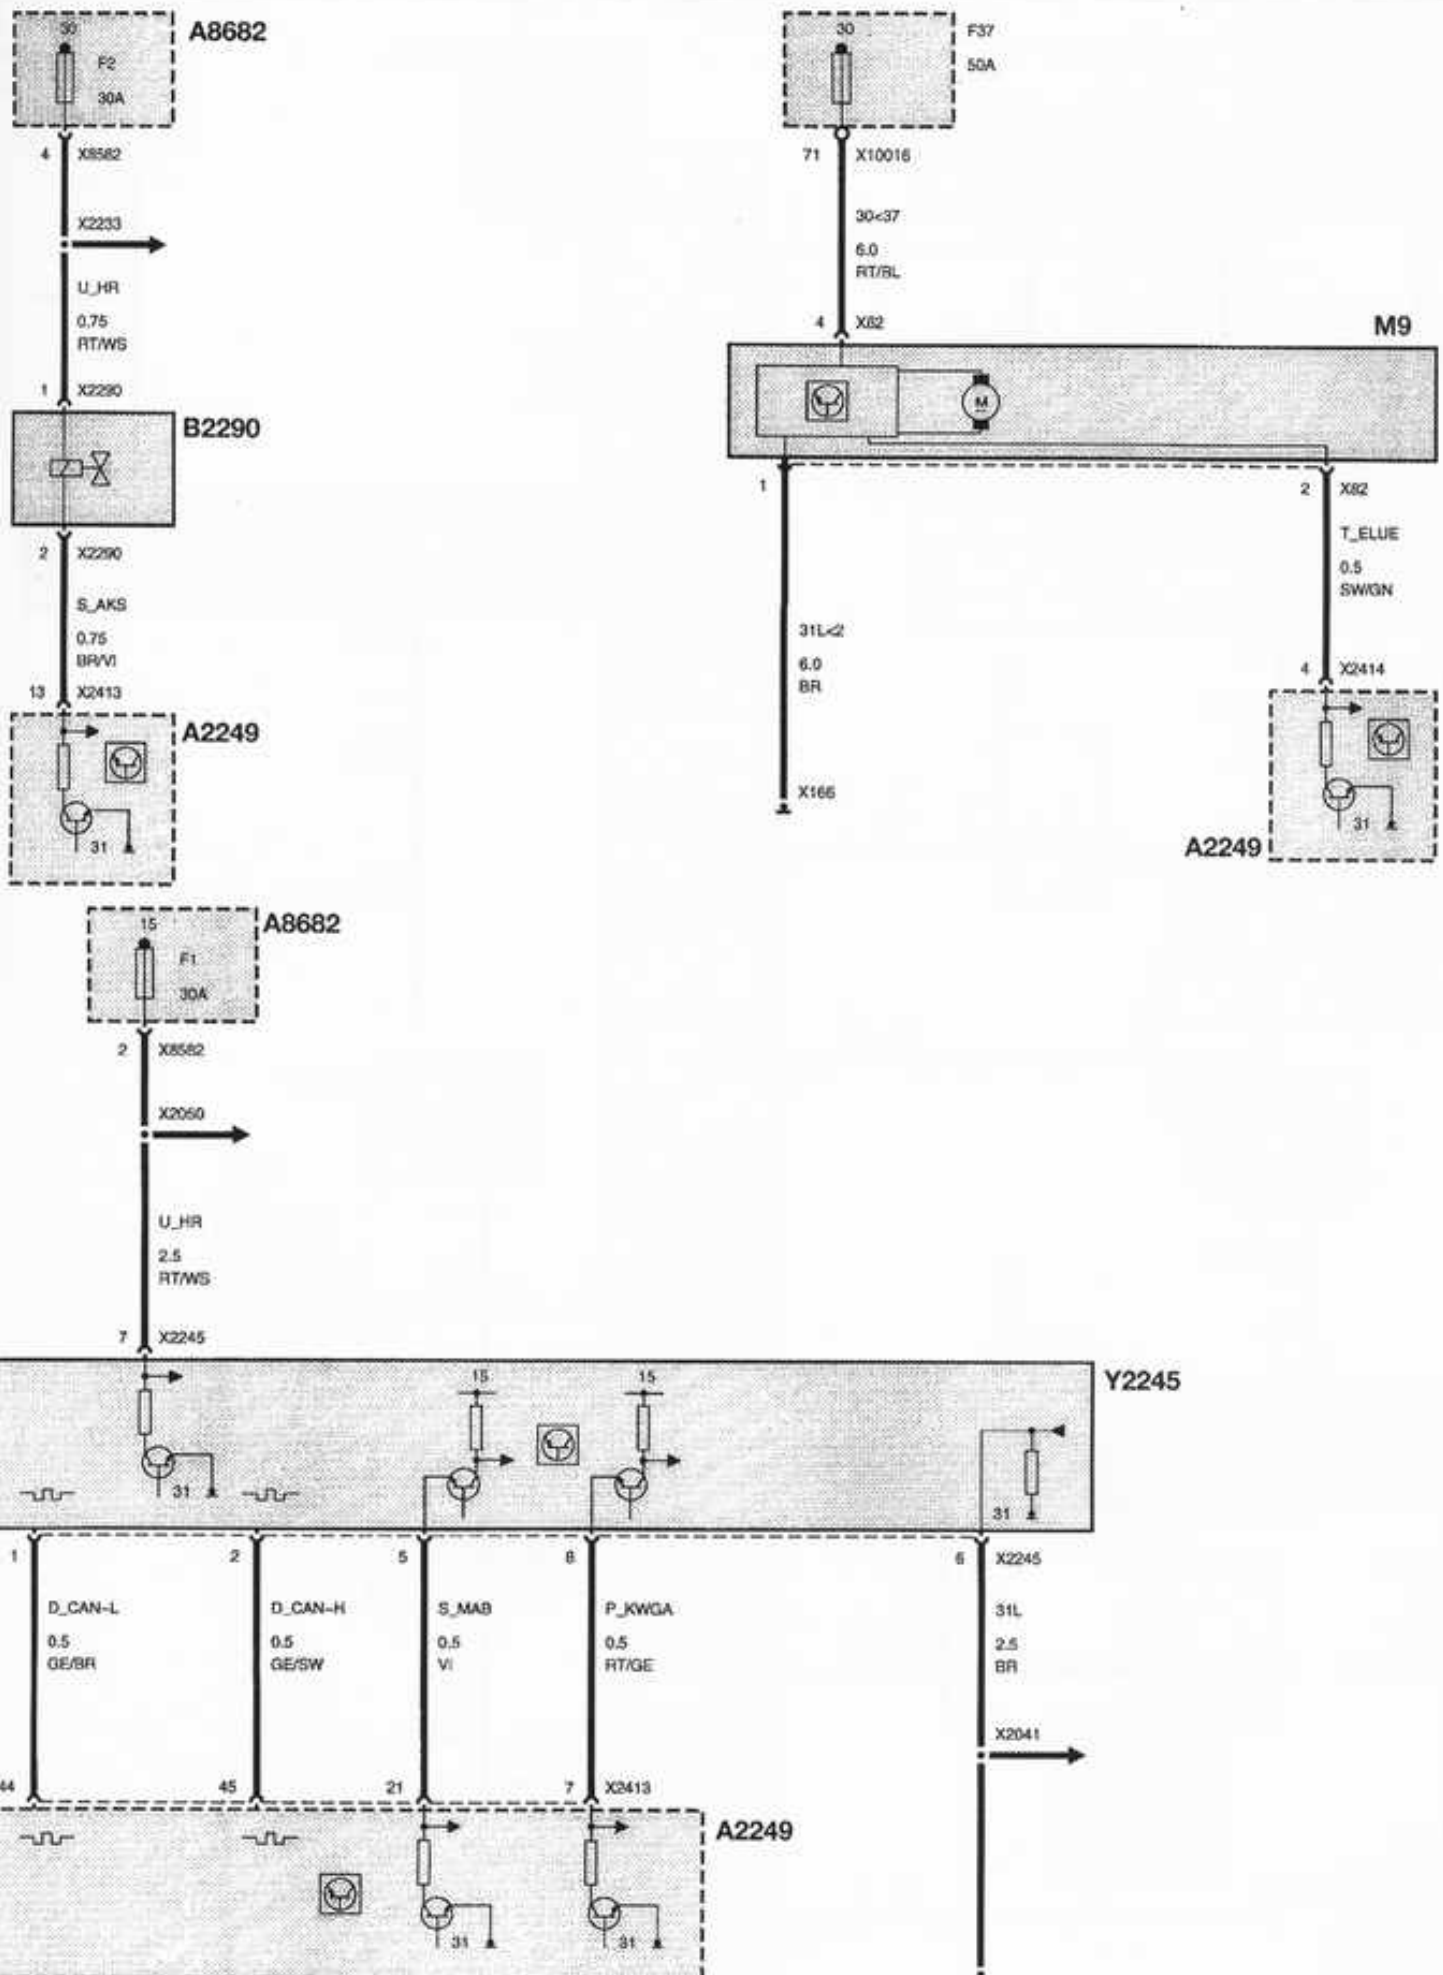 30
A8682
F2
30A
4 X8582
X2233
U_HR
0.75
RT/WS
1 X2290
B2290
2 X2290
S_AKS
0.75
BR/VI
13 X2413
A2249
31
30
F37
50A
71 X10016
30<37
6.0
RT/BL
4 X82
M9
M
1
2 X82
T_ELUE
0.5
SW/GN
31L<2
6.0
BR
4 X2414
X166
31
A2249
15
A8682
F1
30A
2 X8582
X2050
U_HR
2.5
RT/WS
7 X2245
15 15
Y2245
31
31
1 2 5 8 6 X2245
D_CAN-L D_CAN-H S_MAB P_KWGA 31L
0.5 0.5 0.5 0.5 2.5
GE/BR GE/SW VI RT/GE BR
X2041
44 45 21 7 X2413
A2249
31 31